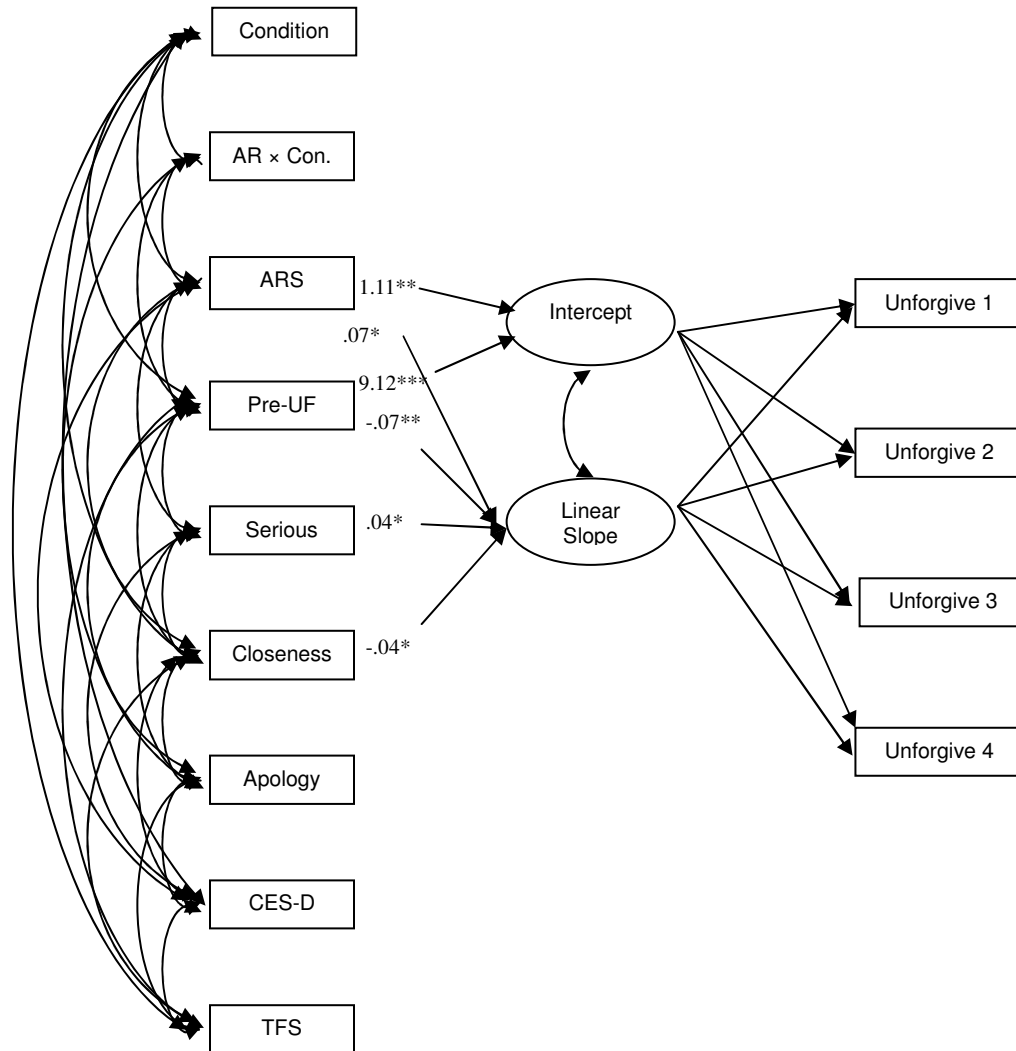 Condition
AR × Con.
ARS
1.11**
.07*
Pre-UF
9.12***
-.07**
Serious
.04*
Closeness
-.04*
Apology
CES-D
TFS
Intercept
Linear
Slope
Unforgive 1
Unforgive 2
Unforgive 3
Unforgive 4